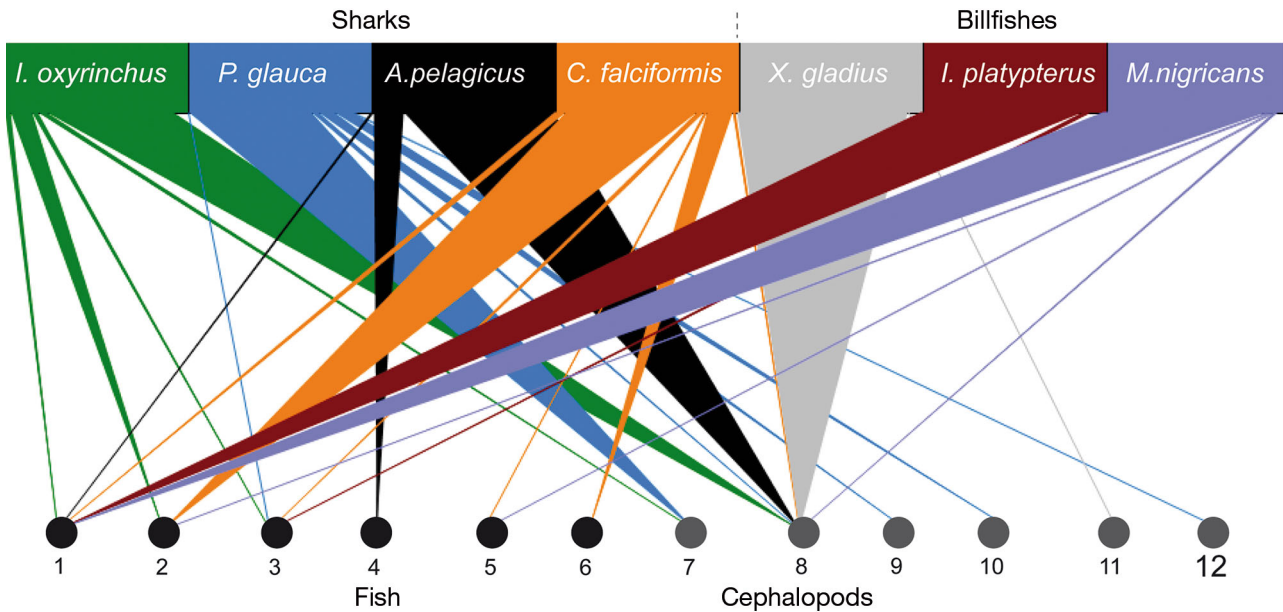 Sharks Billfishes
I. oxyrinchus P. glauca A.pelagicus C. falciformis X. gladius I. platypterus M.nigricans
1 2 3 4 5 6 7 8 9 10 11 12
Fish Cephalopods